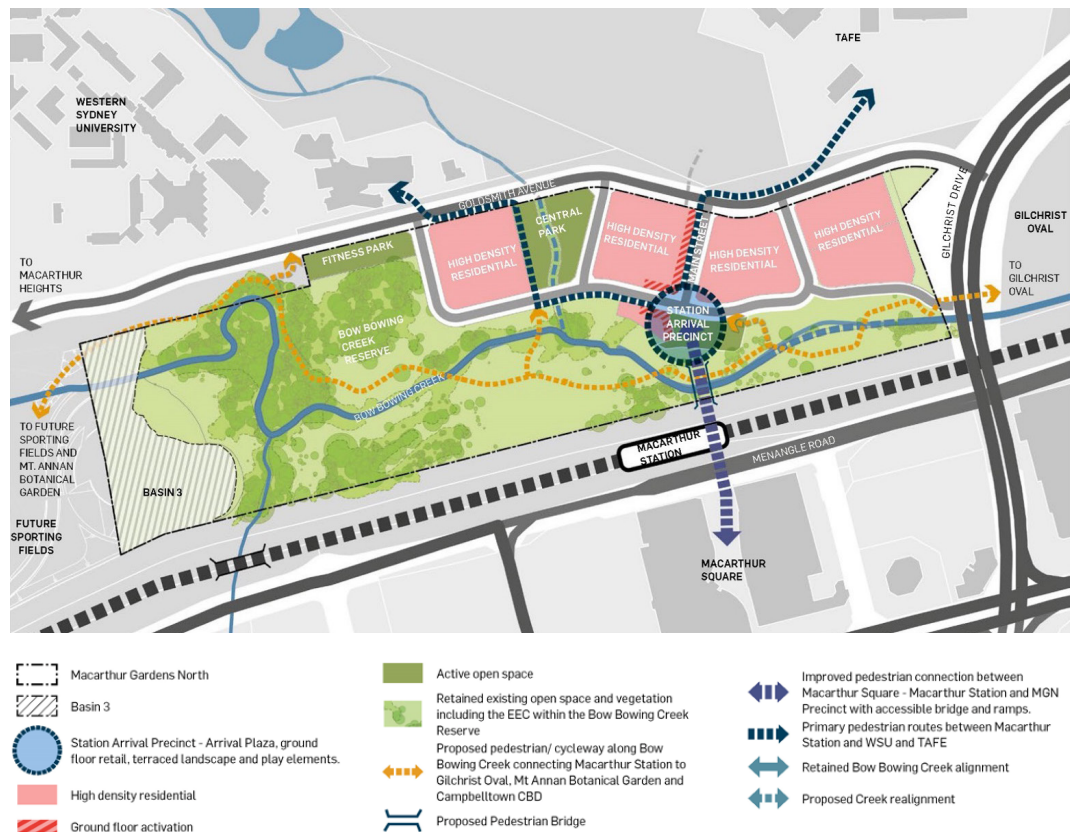 TAFE
WESTERN
SYDNEY
UNIVERSITY
GOLDSMITH AVENUE
GILCHRIST DRIVE
GILCHRIST
OVAL
CENTRAL
PARK
HIGH DENSITY
RESIDENTIAL
HIGH DENSITY
RESIDENTIAL
MAIN STREET
HIGH DENSITY
RESIDENTIAL
HIGH DENSITY
RESIDENTIAL
FITNESS PARK
TO
MACARTHUR
HEIGHTS
TO
GILCHRIST
OVAL
STATION
ARRIVAL
PRECINCT
BOW BOWING
CREEK
RESERVE
BOW BOWING CREEK
TO FUTURE
SPORTING
FIELDS AND
MT. ANNAN
BOTANICAL
GARDEN
MACARTHUR
STATION
MENANGLE ROAD
BASIN 3
FUTURE
SPORTING
FIELDS
MACARTHUR
SQUARE
Macarthur Gardens North
Basin 3
Station Arrival Precinct - Arrival Plaza, ground
floor retail, terraced landscape and play elements.
High density residential
Ground floor activation
Active open space
Retained existing open space and vegetation
including the EEC within the Bow Bowing Creek
Reserve
Proposed pedestrian/ cycleway along Bow
Bowing Creek connecting Macarthur Station to
Gilchrist Oval, Mt Annan Botanical Garden and
Campbelltown CBD
Proposed Pedestrian Bridge
Improved pedestrian connection between
Macarthur Square - Macarthur Station and MGN
Precinct with accessible bridge and ramps.
Primary pedestrian routes between Macarthur
Station and WSU and TAFE
Retained Bow Bowing Creek alignment
Proposed Creek realignment